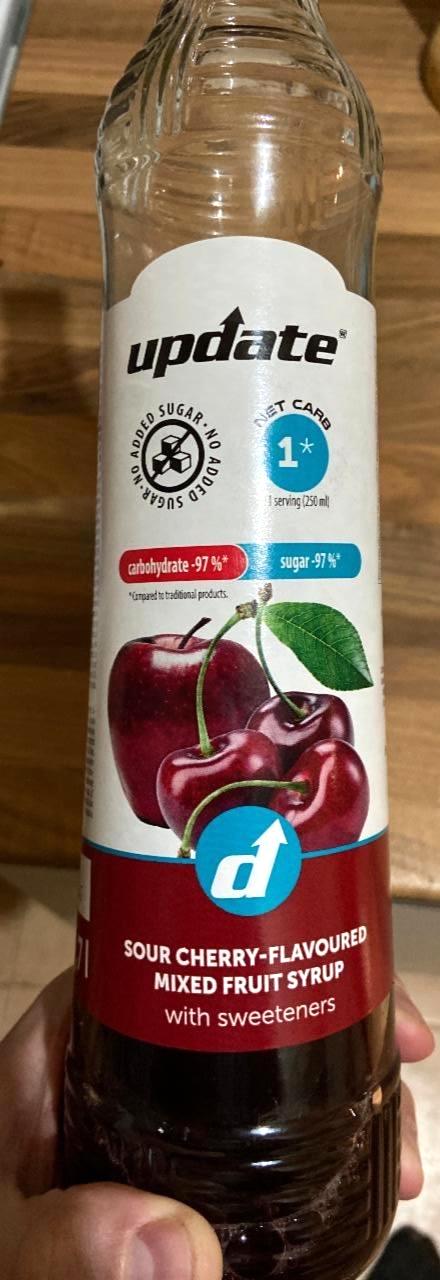 update®
NO ADDED SUGAR · NO ADDED SUGAR ·
NET CARB
1*
1 serving (250 ml)
carbohydrate -97 %*
sugar -97 %*
*Compared to traditional products.
d
SOUR CHERRY-FLAVOURED
MIXED FRUIT SYRUP
with sweeteners